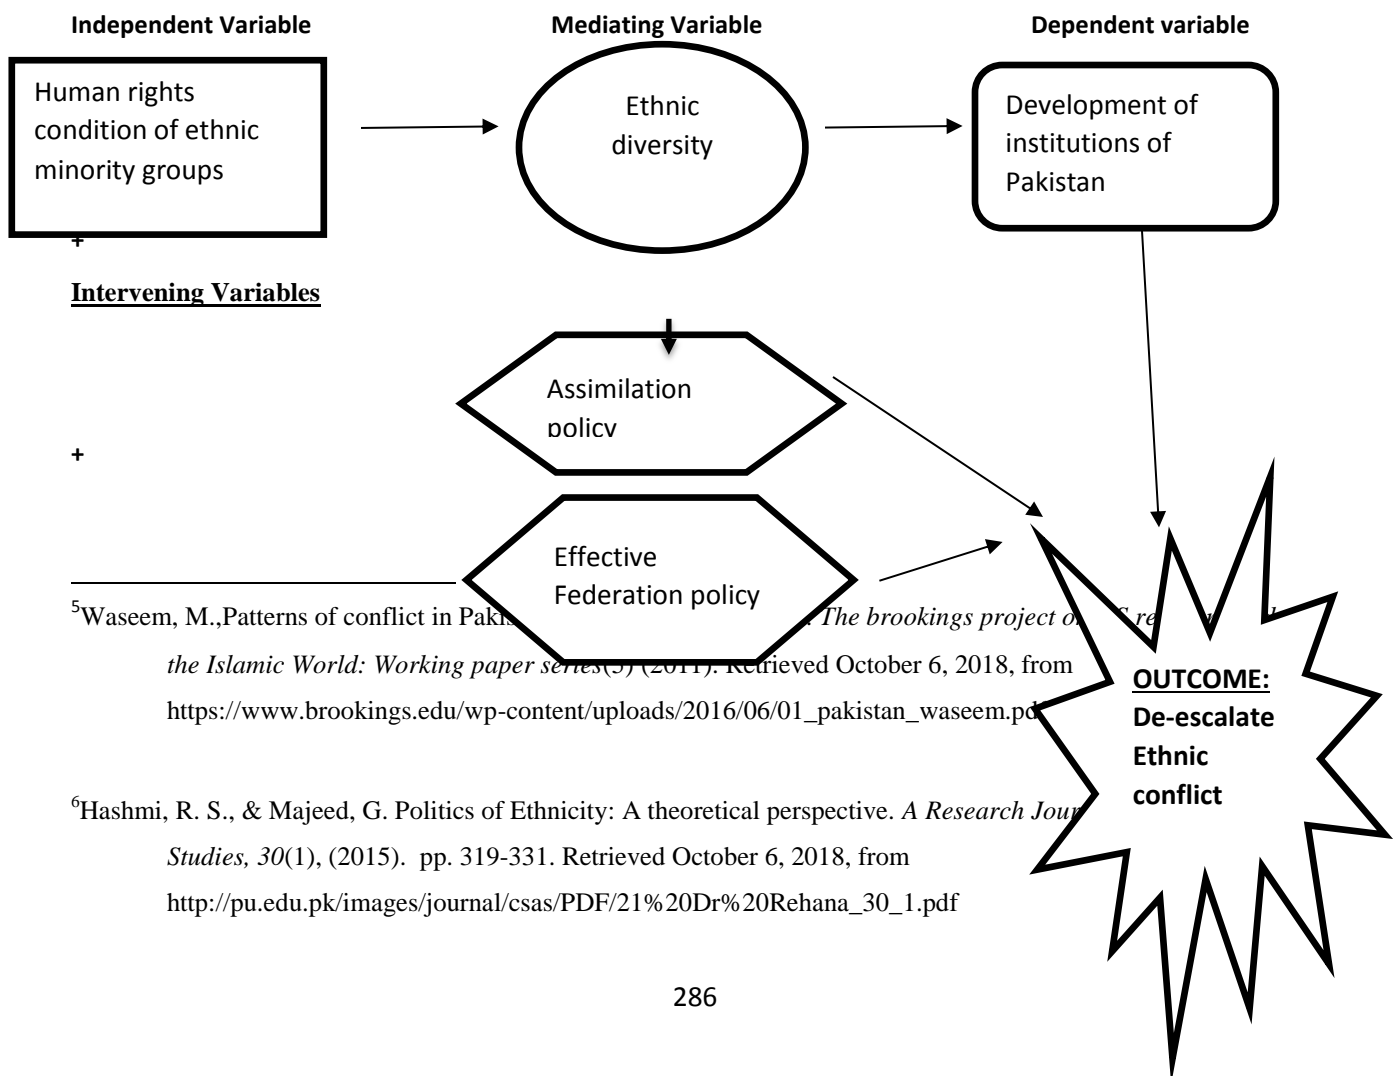 Independent Variable Mediating Variable Dependent variable
Human rights
condition of ethnic
minority groups
Ethnic
diversity
Development of
institutions of
Pakistan
+
Intervening Variables
Assimilation
policy
+
Effective
Federation policy
OUTCOME:
De-escalate
Ethnic
conflict
5Waseem, M.,Patterns of conflict in The brookings project
the Islamic World: Working paper series(5) (2011). Retrieved October 6, 2018, from
https://www.brookings.edu/wp-content/uploads/2016/06/01_pakistan_waseem.pdf
6Hashmi, R. S., & Majeed, G. Politics of Ethnicity: A theoretical perspective. A Research
Studies, 30(1), (2015). pp. 319-331. Retrieved October 6, 2018, from
http://pu.edu.pk/images/journal/csas/PDF/21%20Dr%20Rehana_30_1.pdf
286